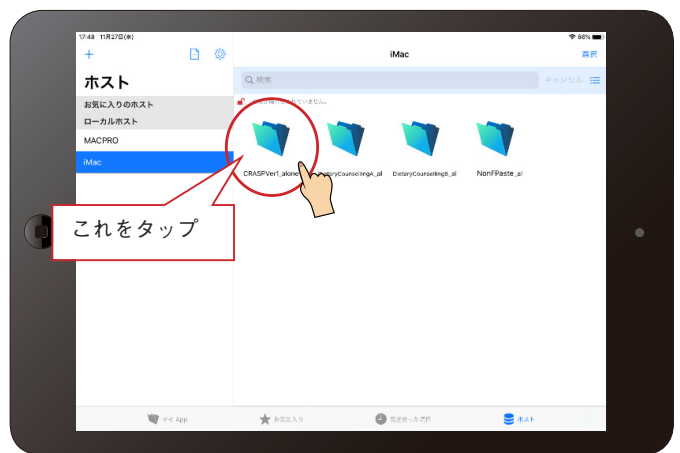 17:48 11月27日(水)
86%
iMac
選択
ホスト
検索
キャンセル
お気に入りのホスト
ローカルホスト
MACPRO
iMac
CRASPVer1_alone
DietaryCounsellingA_al
DietaryCounsellingB_al
NonFPaste_al
これをタップ
マイ App
お気に入り
最近使った項目
ホスト